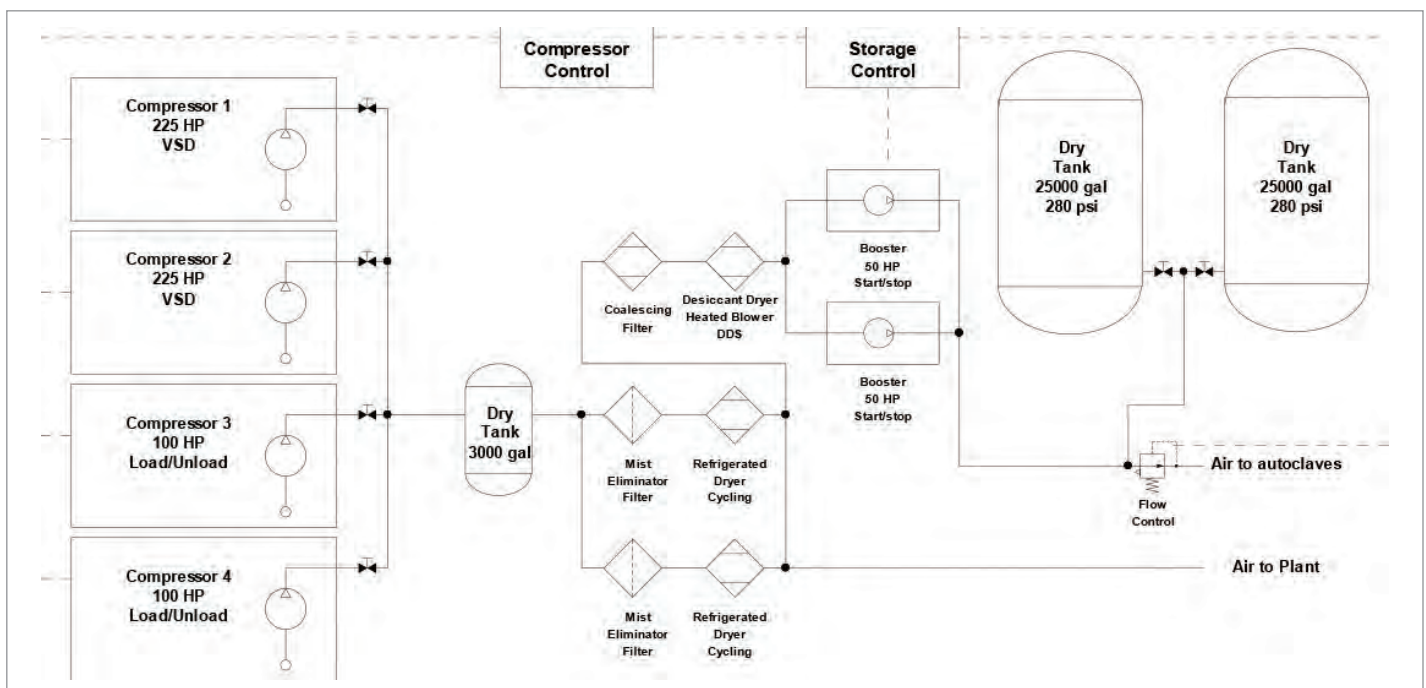 Compressor
Control
Storage
Control
Compressor 1
225 HP
VSD
Compressor 2
225 HP
VSD
Compressor 3
100 HP
Load/Unload
Compressor 4
100 HP
Load/Unload
Dry
Tank
3000 gal
Coalescing
Filter
Desiccant Dryer
Heated Blower
DDS
Mist
Eliminator
Filter
Refrigerated
Dryer
Cycling
Mist
Eliminator
Filter
Refrigerated
Dryer
Cycling
Booster
50 HP
Start/stop
Booster
50 HP
Start/stop
Dry
Tank
25000 gal
280 psi
Dry
Tank
25000 gal
280 psi
Air to autoclaves
Flow
Control
Air to Plant